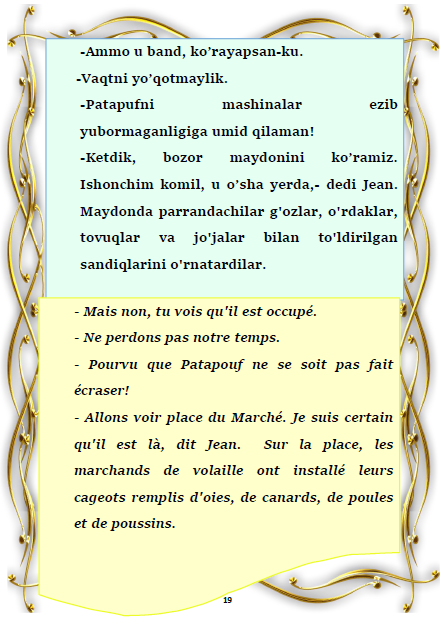 -Ammo u band, ko’rayapsan-ku.
-Vaqtni yo’qotmaylik.
-Patapufni mashinalar ezib
yubormaganligiga umid qilaman!
-Ketdik, bozor maydonini ko’ramiz.
Ishonchim komil, u o’sha yerda,- dedi Jean.
Maydonda parrandachilar g'ozlar, o'rdaklar,
tovuqlar va jo'jalar bilan to'ldirilgan
sandiqlarini o'rnatardilar.
- Mais non, tu vois qu'il est occupé.
- Ne perdons pas notre temps.
- Pourvu que Patapouf ne se soit pas fait
écraser!
- Allons voir place du Marché. Je suis certain
qu'il est là, dit Jean. Sur la place, les
marchands de volaille ont installé leurs
cageots remplis d'oies, de canards, de poules
et de poussins.
19